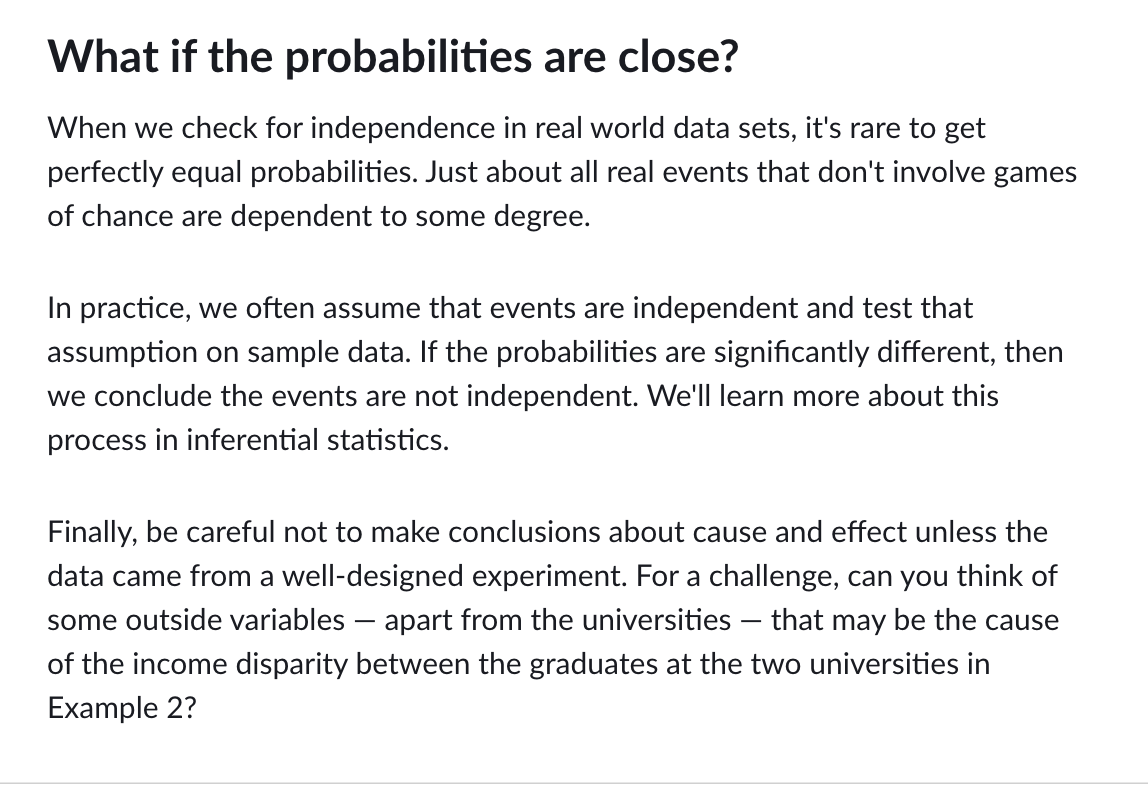 What if the probabilities are close?
When we check for independence in real world data sets, it's rare to get
perfectly equal probabilities. Just about all real events that don't involve games
of chance are dependent to some degree.
In practice, we often assume that events are independent and test that
assumption on sample data. If the probabilities are significantly different, then
we conclude the events are not independent. We'll learn more about this
process in inferential statistics.
Finally, be careful not to make conclusions about cause and effect unless the
data came from a well-designed experiment. For a challenge, can you think of
some outside variables — apart from the universities — that may be the cause
of the income disparity between the graduates at the two universities in
Example 2?